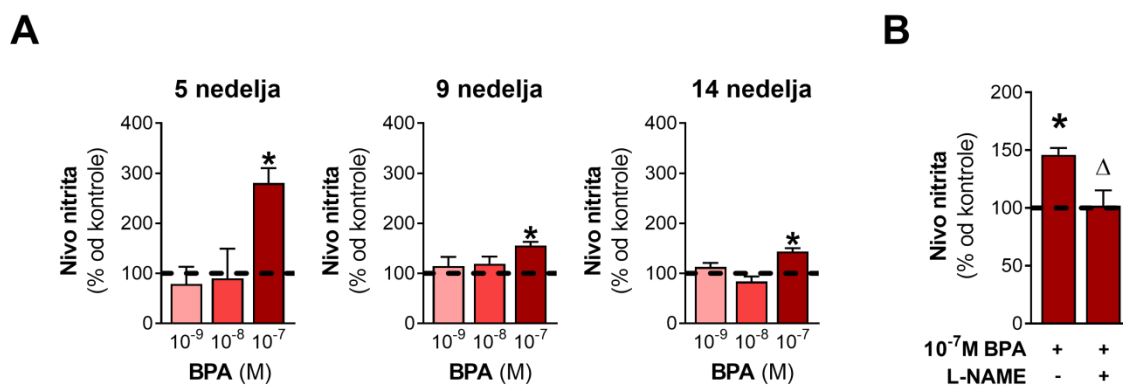 A
5 nedelja
Nivo nitrita
(% od kontrole)
400
300
200
100
0
10⁻⁹ 10⁻⁸ 10⁻⁷
BPA (M)
*
9 nedelja
Nivo nitrita
(% od kontrole)
400
300
200
100
0
10⁻⁹ 10⁻⁸ 10⁻⁷
BPA (M)
*
14 nedelja
Nivo nitrita
(% od kontrole)
400
300
200
100
0
10⁻⁹ 10⁻⁸ 10⁻⁷
BPA (M)
*
B
Nivo nitrita
(% od kontrole)
200
150
100
50
0
*
Δ
10⁻⁷M BPA + +
L-NAME - +